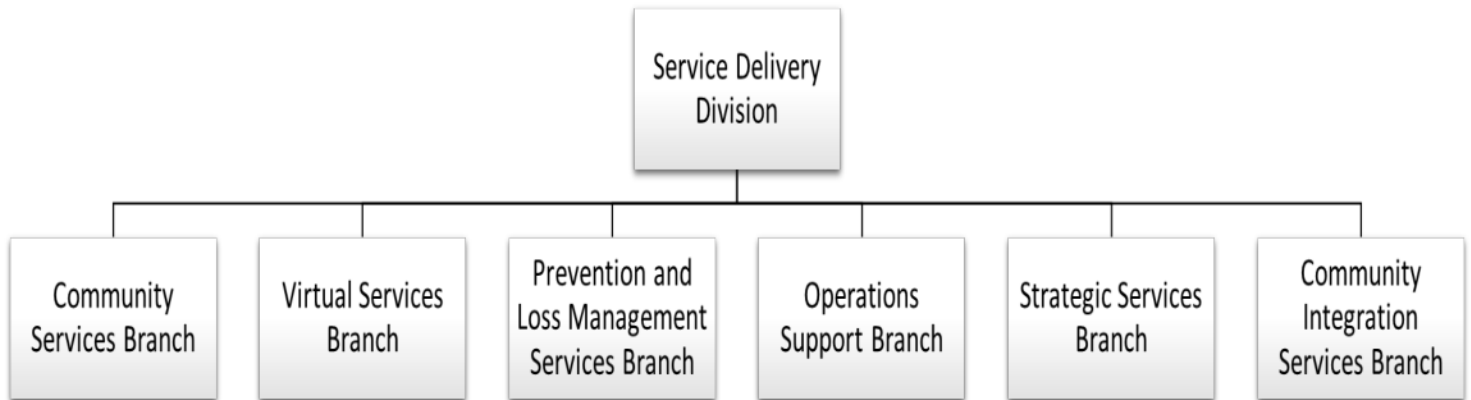 Service Delivery
Division
Community
Services Branch
Virtual Services
Branch
Prevention and
Loss Management
Services Branch
Operations
Support Branch
Strategic Services
Branch
Community
Integration
Services Branch